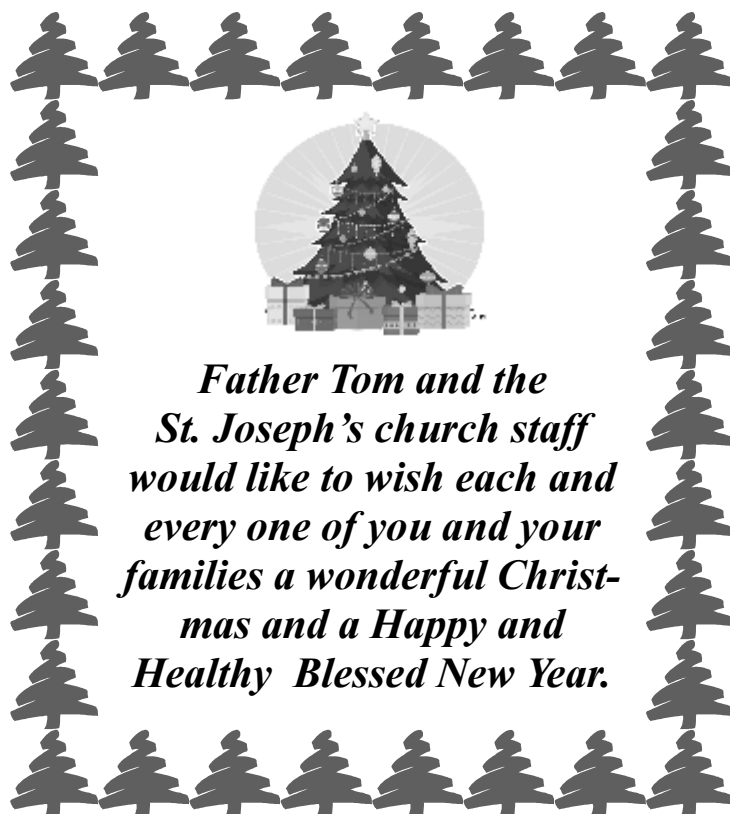 Father Tom and the
St. Joseph’s church staff
would like to wish each and
every one of you and your
families a wonderful Christ-
mas and a Happy and
Healthy  Blessed New Year.